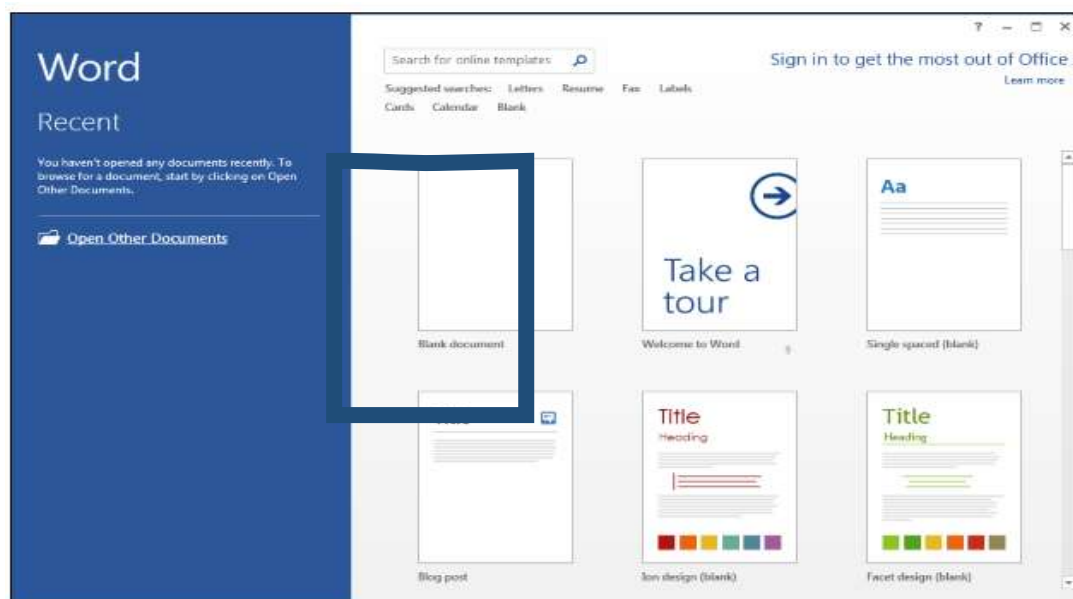 Word
Recent
You haven't opened any documents recently. To
browse for a document, start by clicking on Open
Other Documents.
Open Other Documents
?
Search for online templates
Sign in to get the most out of Office
Learn more
Suggested searches: Letters Resume Fax Labels
Cards Calendar Blank
Blank document
Take a
tour
Welcome to Word
Aa
Single spaced (blank)
Blog post
Title
Heading
Ion design (blank)
Title
Heading
Facet design (blank)